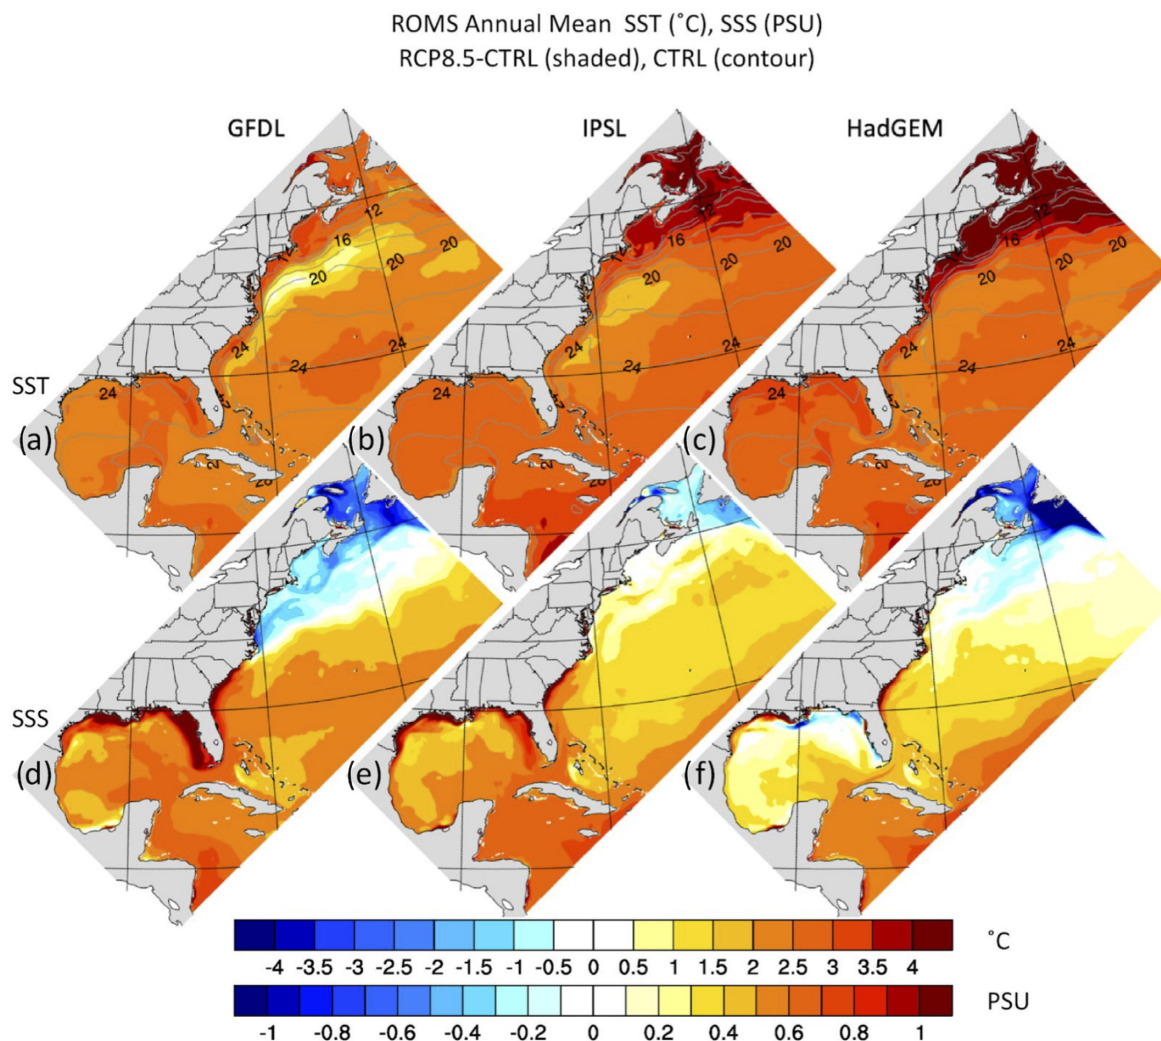 ROMS Annual Mean SST (˚C), SSS (PSU)
RCP8.5-CTRL (shaded), CTRL (contour)
GFDL IPSL HadGEM
12 12 12
16 16 16
12
20 20 20
20 20 20
20 20 20
24 24 24
24 24 24
SST
24 24 24
(a) (b) (c)
28
SSS
(d) (e) (f)
˚C
-4 -3.5 -3 -2.5 -2 -1.5 -1 -0.5 0 0.5 1 1.5 2 2.5 3 3.5 4
PSU
-1 -0.8 -0.6 -0.4 -0.2 0 0.2 0.4 0.6 0.8 1